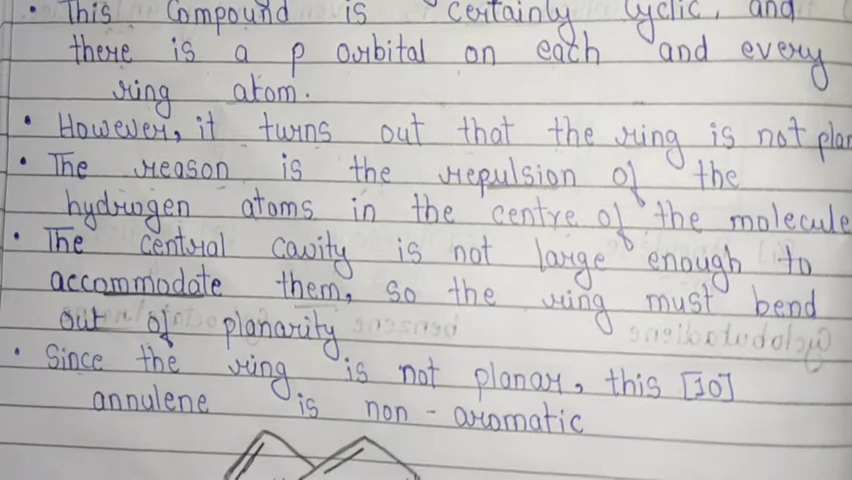 • This compound is certainly cyclic, and
there is a p orbital on each and every
ring atom.
• However, it turns out that the ring is not plan
• The reason is the repulsion of the
hydrogen atoms in the centre of the molecule
• The central cavity is not large enough to
accommodate them, so the ring must bend
out of planarity
• Since the ring is not planar, this [10]
annulene is non-aromatic